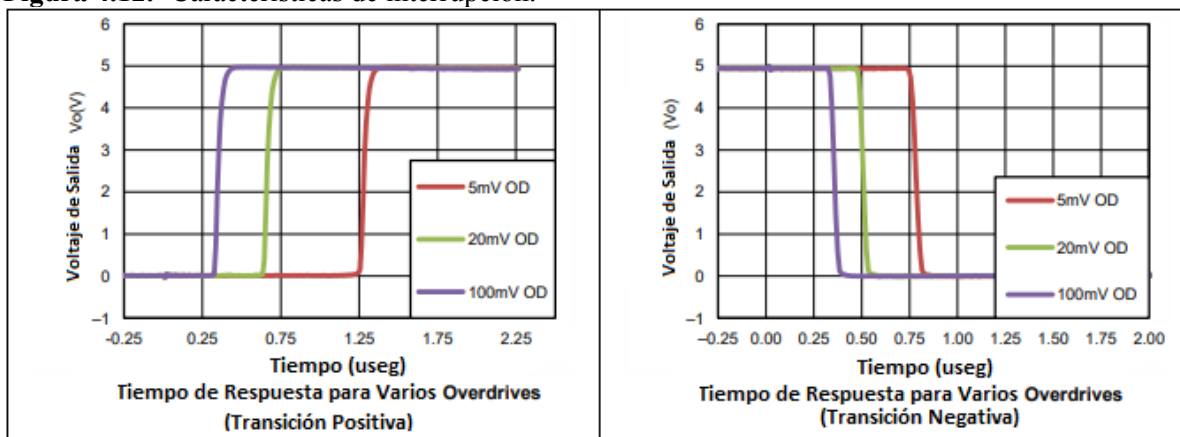 Figura 4.12. Características de interrupción.
6
5
4
3
2
1
0
−1
Voltaje de Salida Vo(V)
5mV OD
20mV OD
100mV OD
-0.25 0.25 0.75 1.25 1.75 2.25
Tiempo (useg)
Tiempo de Respuesta para Varios Overdrives
(Transición Positiva)
6
5
4
3
2
1
0
−1
Voltaje de Salida (Vo)
5mV OD
20mV OD
100mV OD
−0.25 0.00 0.25 0.50 0.75 1.00 1.25 1.50 1.75 2.00
Tiempo (useg)
Tiempo de Respuesta para Varios Overdrives
(Transición Negativa)